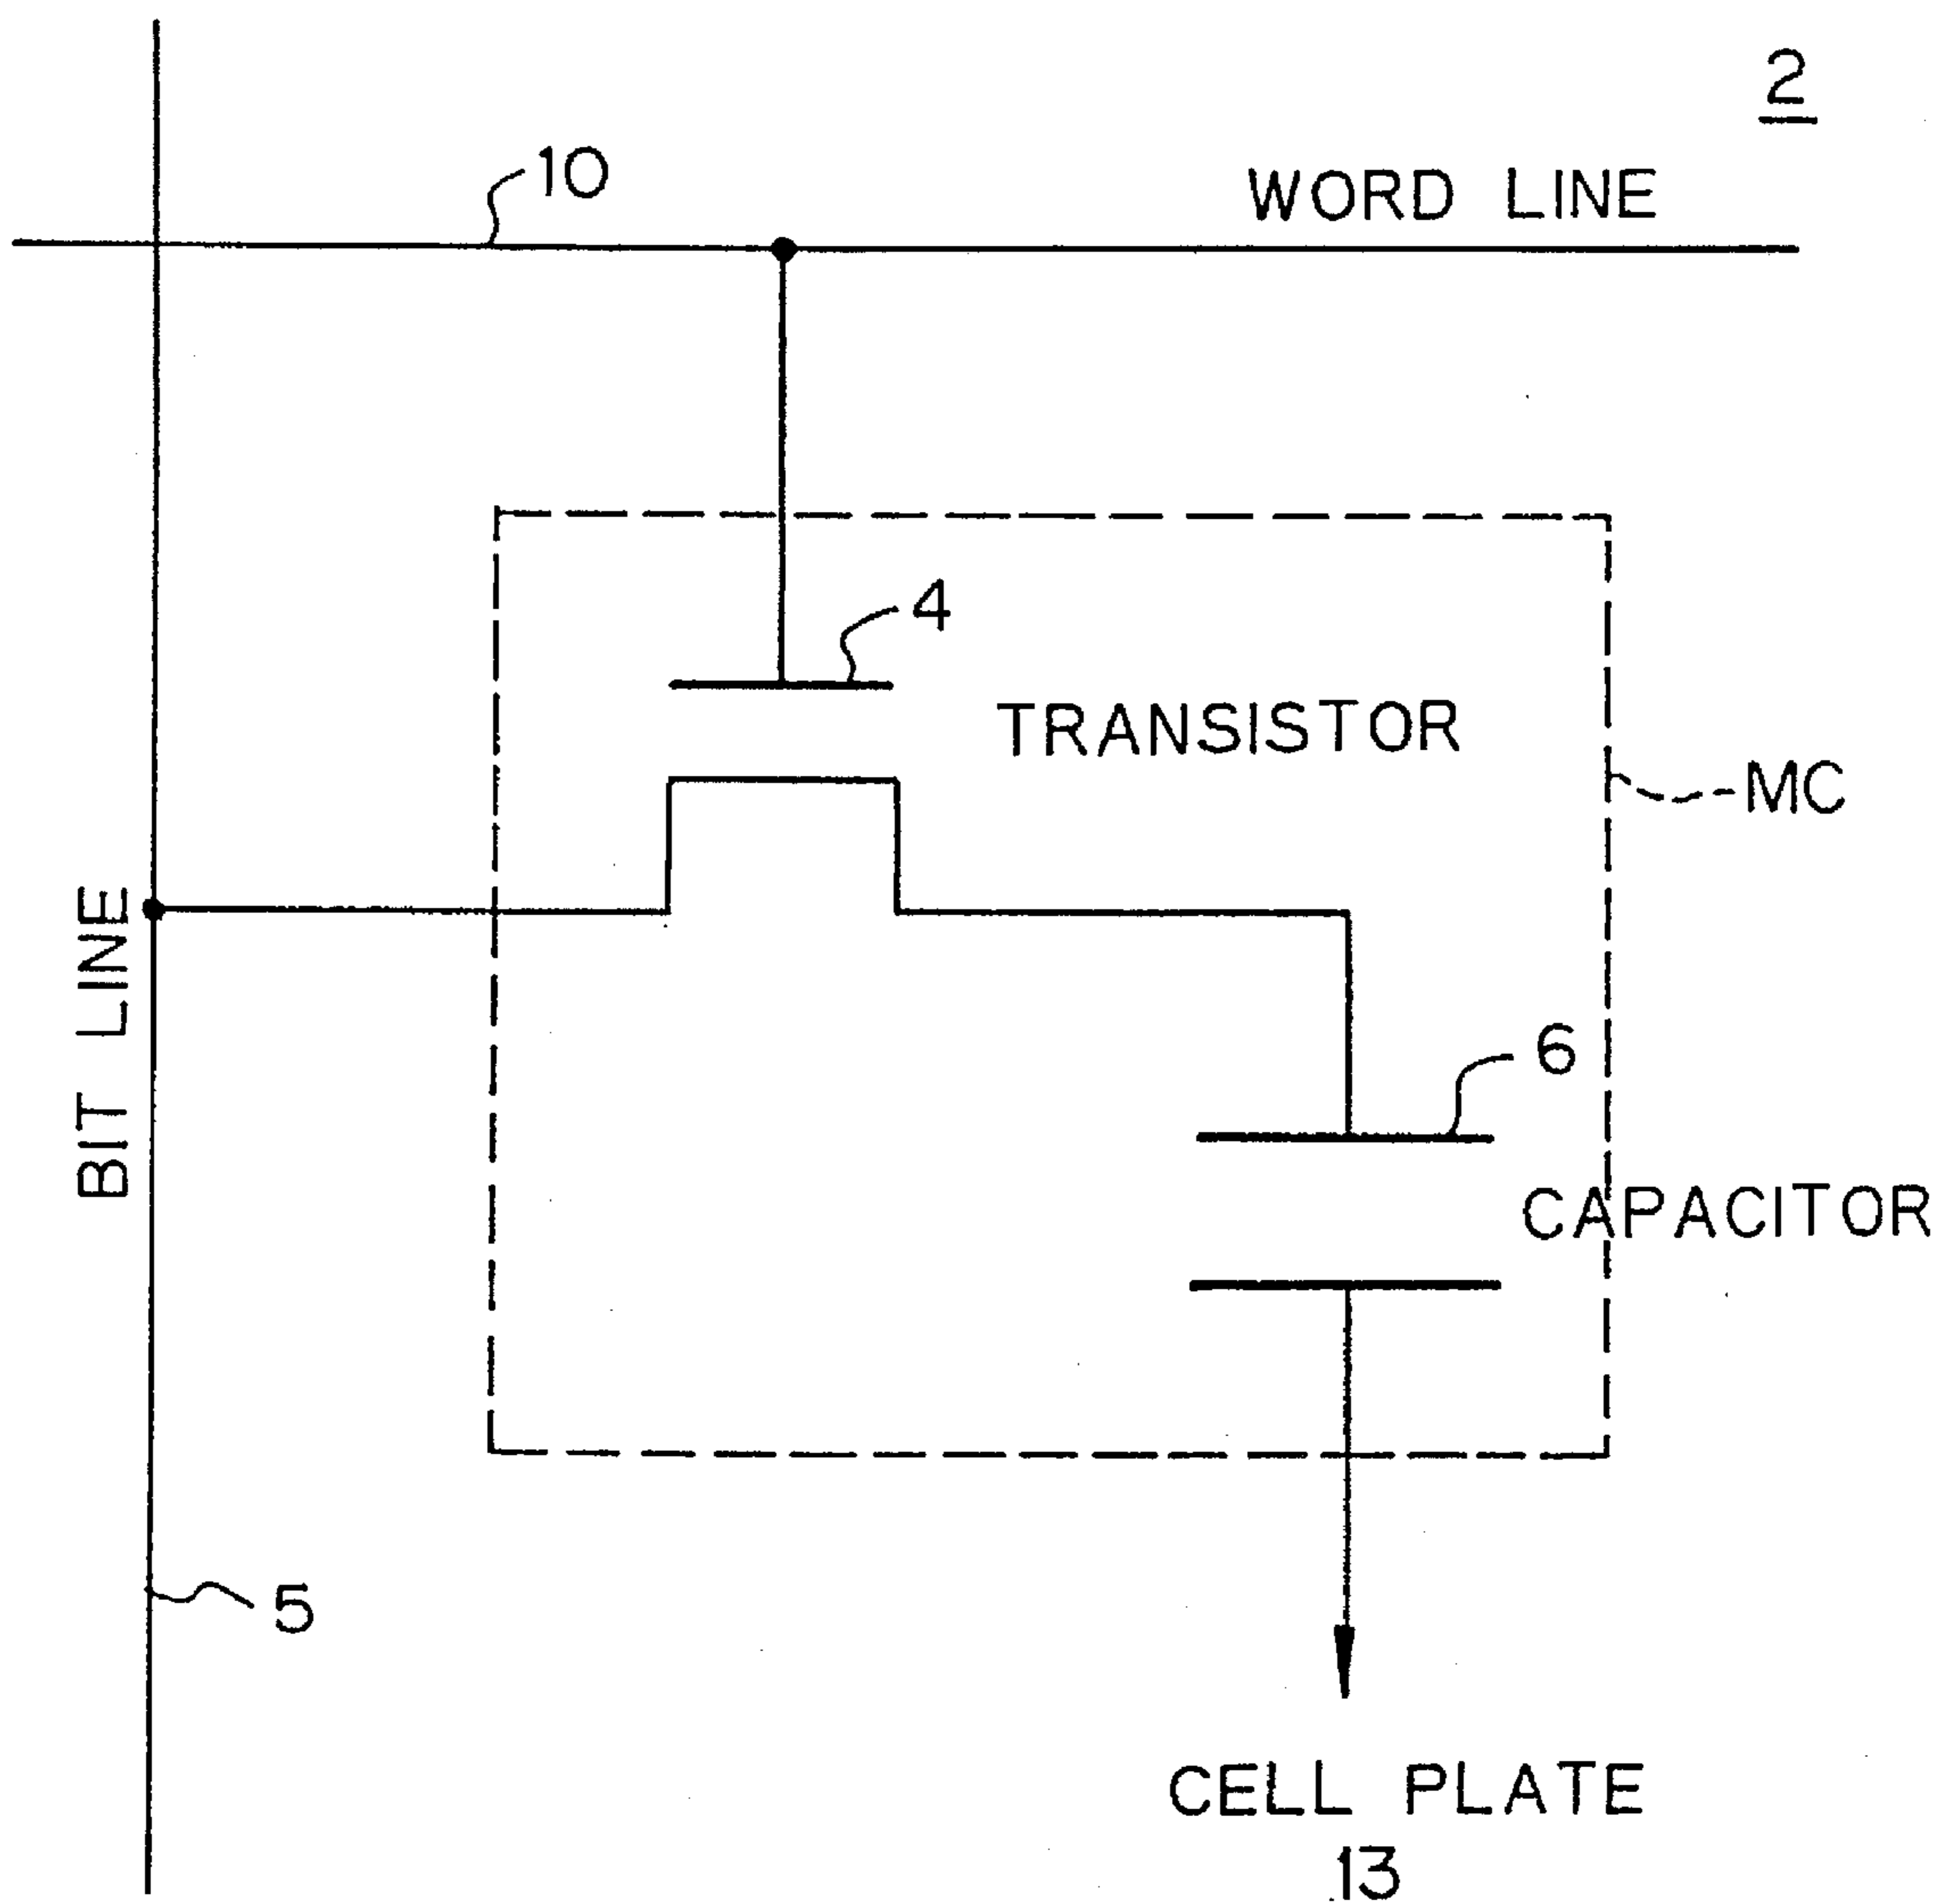 2
10
WORD LINE
4
TRANSISTOR
MC
BIT LINE
6
CAPACITOR
5
CELL PLATE
13